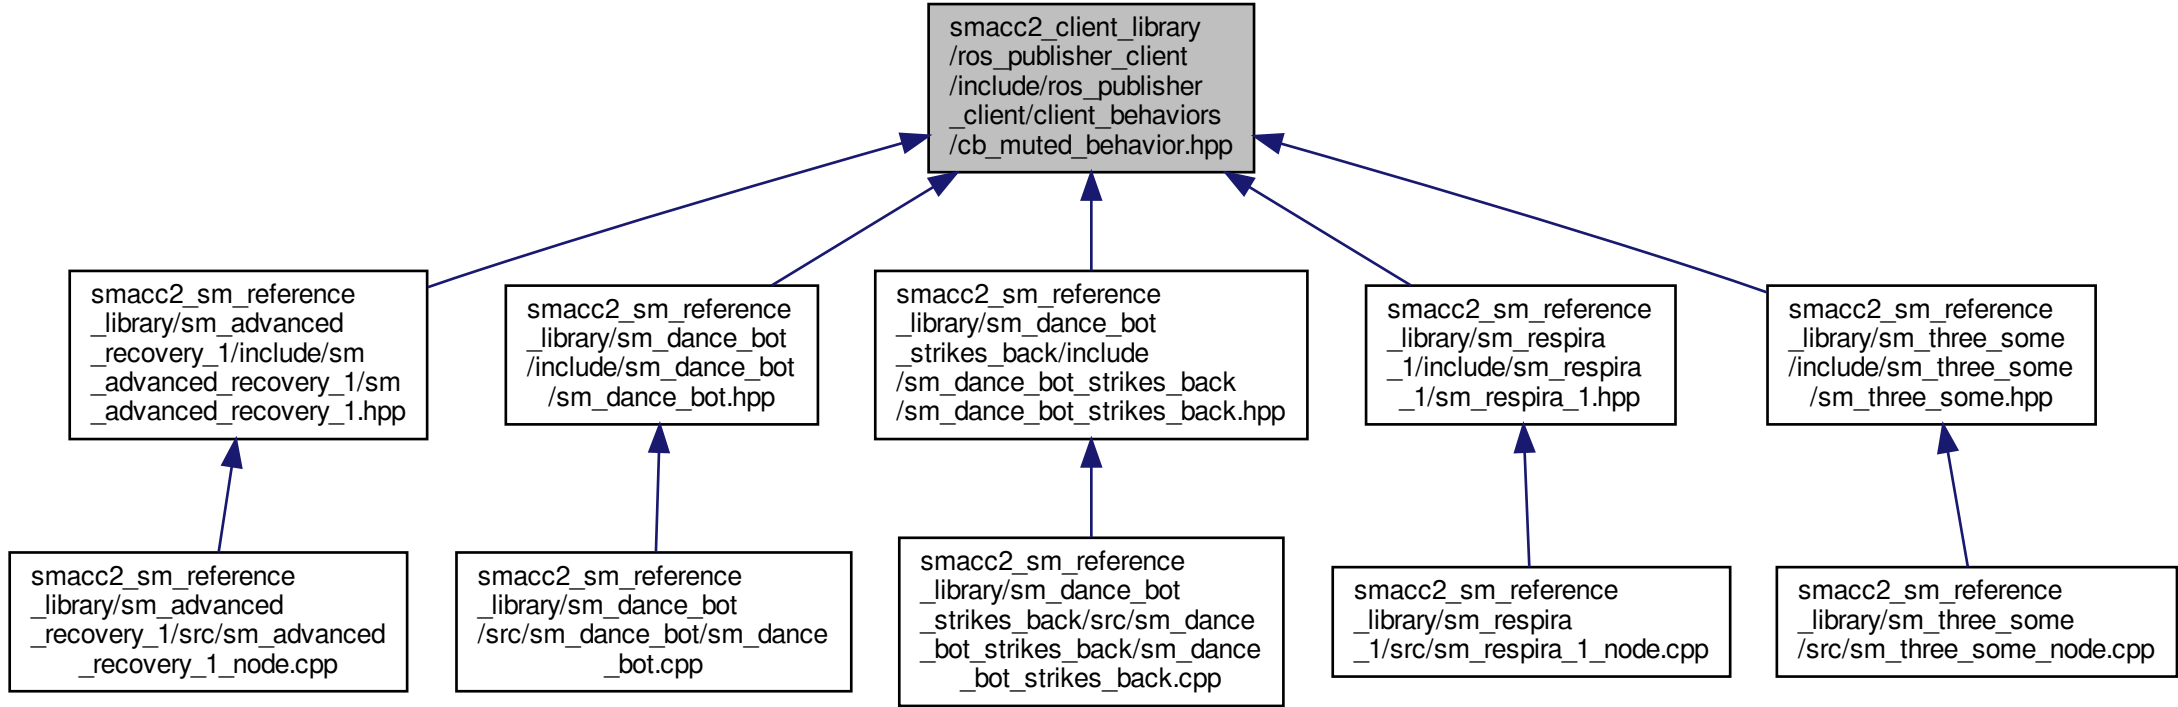 smacc2_client_library
/ros_publisher_client
/include/ros_publisher
_client/client_behaviors
/cb_muted_behavior.hpp
smacc2_sm_reference
_library/sm_advanced
_recovery_1/include/sm
_advanced_recovery_1/sm
_advanced_recovery_1.hpp
smacc2_sm_reference
_library/sm_dance_bot
/include/sm_dance_bot
/sm_dance_bot.hpp
smacc2_sm_reference
_library/sm_dance_bot
_strikes_back/include
/sm_dance_bot_strikes_back
/sm_dance_bot_strikes_back.hpp
smacc2_sm_reference
_library/sm_respira
_1/include/sm_respira
_1/sm_respira_1.hpp
smacc2_sm_reference
_library/sm_three_some
/include/sm_three_some
/sm_three_some.hpp
smacc2_sm_reference
_library/sm_advanced
_recovery_1/src/sm_advanced
_recovery_1_node.cpp
smacc2_sm_reference
_library/sm_dance_bot
/src/sm_dance_bot/sm_dance
_bot.cpp
smacc2_sm_reference
_library/sm_dance_bot
_strikes_back/src/sm_dance
_bot_strikes_back/sm_dance
_bot_strikes_back.cpp
smacc2_sm_reference
_library/sm_respira
_1/src/sm_respira_1_node.cpp
smacc2_sm_reference
_library/sm_three_some
/src/sm_three_some_node.cpp